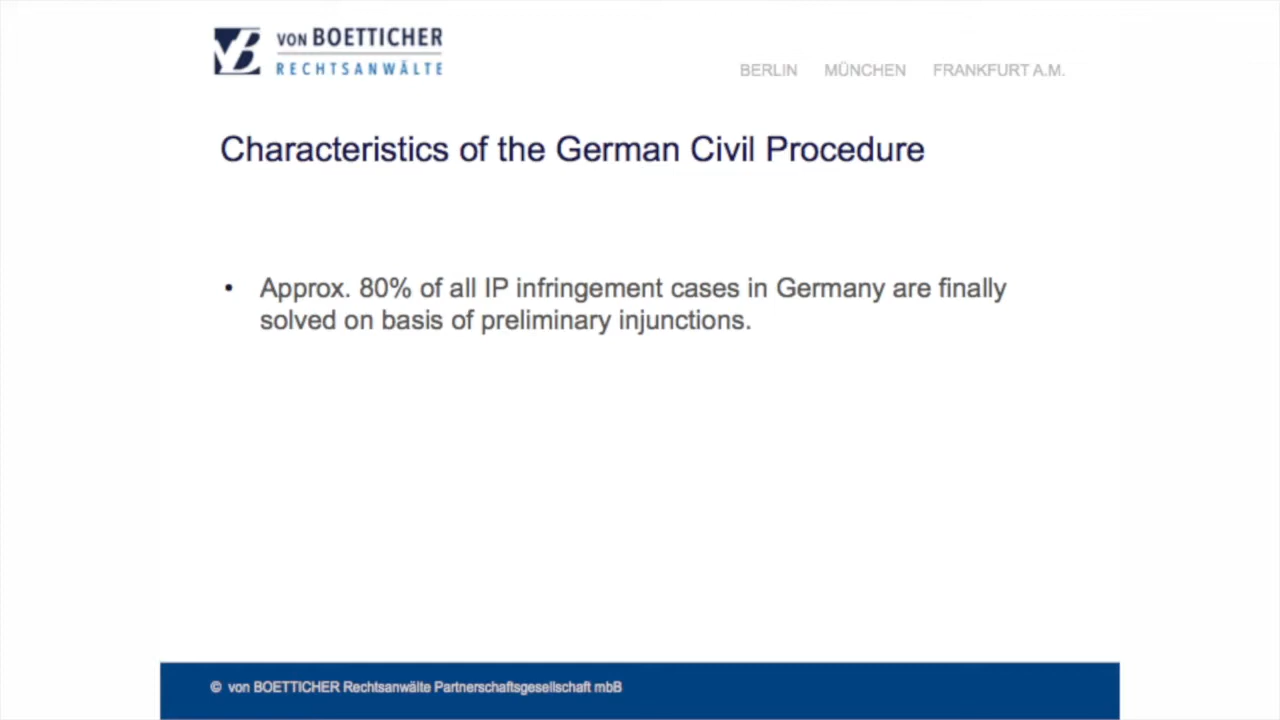 VON BOETTICHER
RECHTSANWÄLTE
BERLIN MÜNCHEN FRANKFURT A.M.
Characteristics of the German Civil Procedure
• Approx. 80% of all IP infringement cases in Germany are finally
solved on basis of preliminary injunctions.
© von BOETTICHER Rechtsanwälte Partnerschaftsgesellschaft mbB